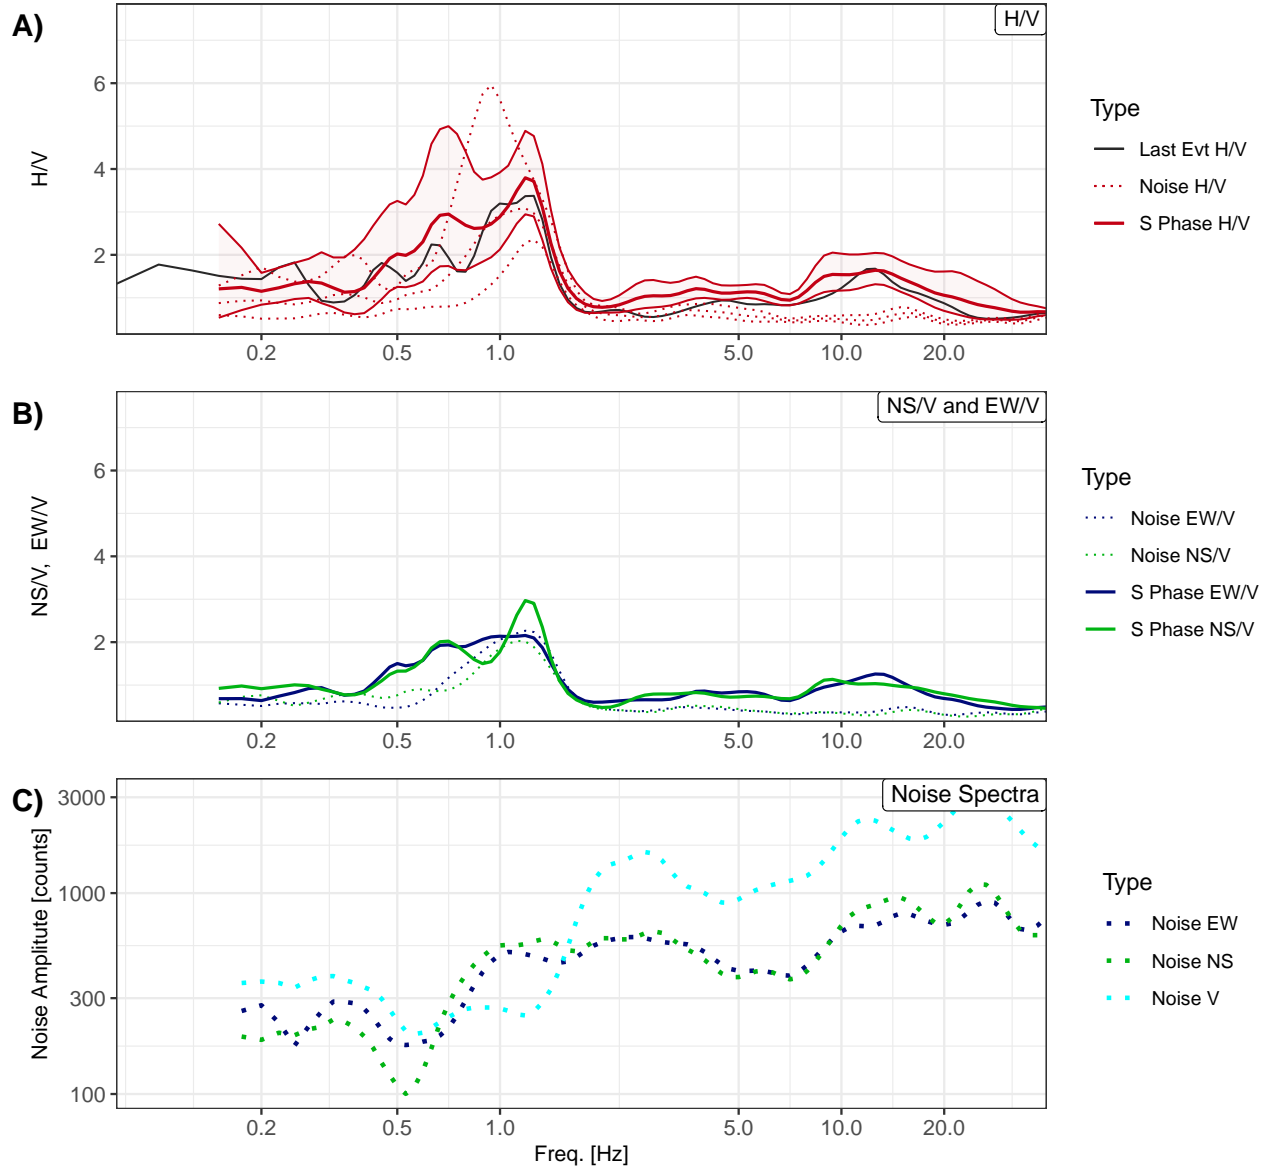 A)
H/V
6
4
2
H/V
0.2 0.5 1.0 5.0 10.0 20.0
Type
Last Evt H/V
Noise H/V
S Phase H/V
B)
NS/V and EW/V
6
4
2
NS/V, EW/V
0.2 0.5 1.0 5.0 10.0 20.0
Type
Noise EW/V
Noise NS/V
S Phase EW/V
S Phase NS/V
C)
Noise Spectra
3000
1000
300
100
Noise Amplitute [counts]
0.2 0.5 1.0 5.0 10.0 20.0
Freq. [Hz]
Type
Noise EW
Noise NS
Noise V